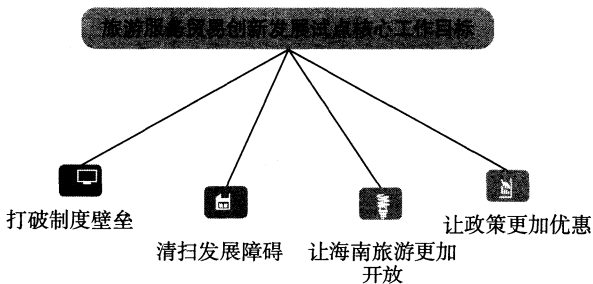 旅游服务贸易创新发展试点核心工作目标
打破制度壁垒
清扫发展障碍
让海南旅游更加
开放
让政策更加优惠